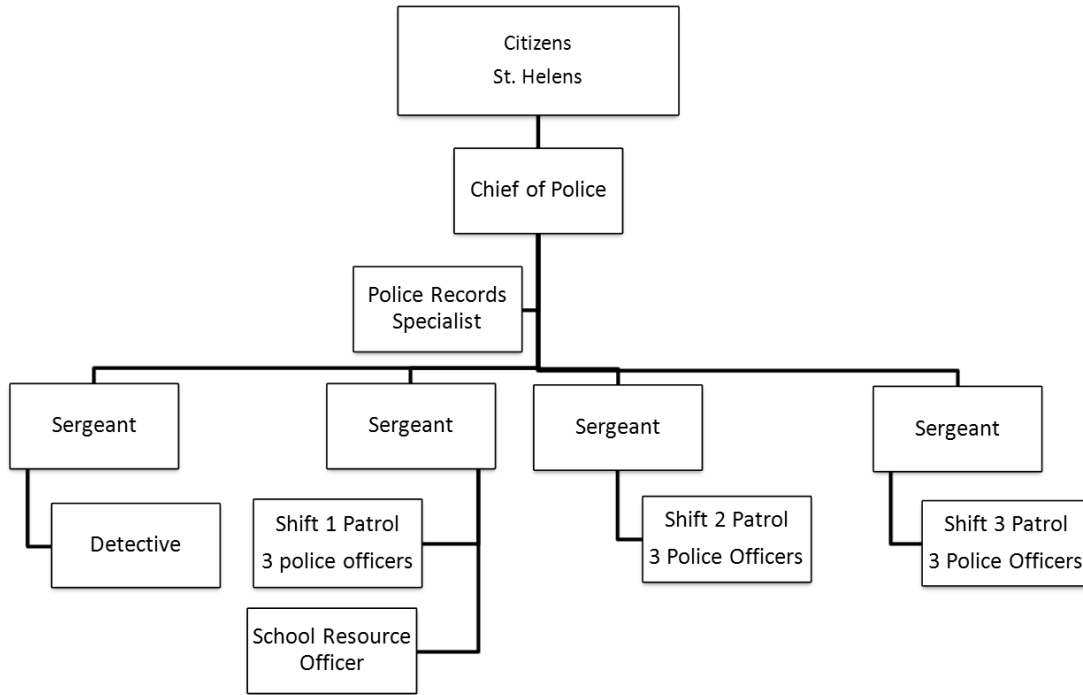 Citizens
St. Helens
Chief of Police
Police Records
Specialist
Sergeant
Sergeant
Sergeant
Sergeant
Detective
Shift 1 Patrol
3 police officers
School Resource
Officer
Shift 2 Patrol
3 Police Officers
Shift 3 Patrol
3 Police Officers